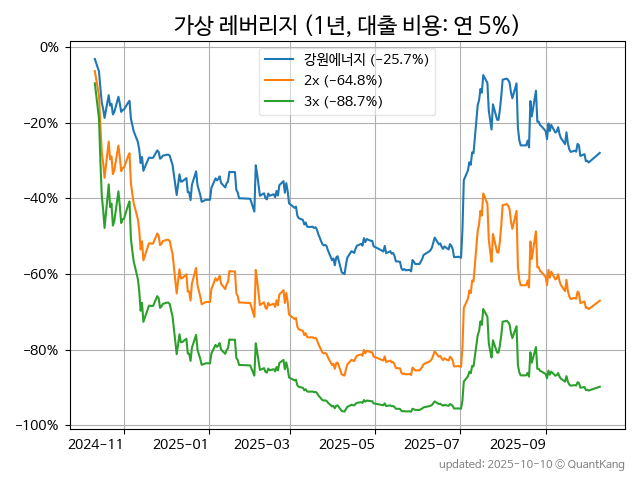 가상 레버리지 (1년, 대출 비용: 연 5%)
0%
−20%
−40%
−60%
−80%
−100%
강원에너지 (−25.7%)
2x (−64.8%)
3x (−88.7%)
2024-11
2025-01
2025-03
2025-05
2025-07
2025-09
updated: 2025-10-10 © QuantKang